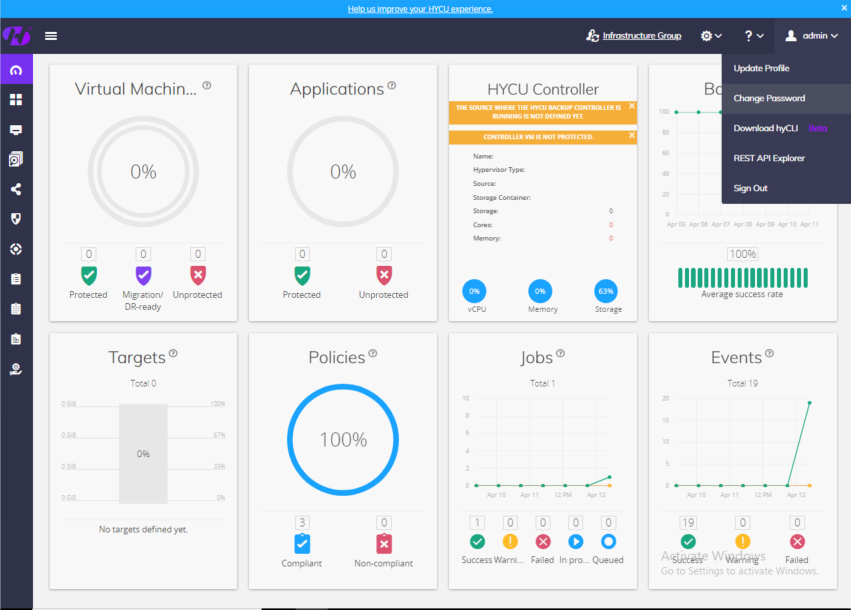 Help us improve your HYCU experience.
Infrastructure Group
?
admin
Update Profile
Change Password
Download hyCLI Beta
REST API Explorer
Sign Out
Virtual Machin... ?
0%
0 0 0
Protected Migration/ Unprotected
DR-ready
Applications ?
0%
0 0
Protected Unprotected
HYCU Controller
THE SOURCE WHERE THE HYCU BACKUP CONTROLLER IS
RUNNING IS NOT DEFINED YET.
CONTROLLER VM IS NOT PROTECTED.
Name:
Hypervisor Type:
Source:
Storage Container:
Storage: 0
Cores: 0
Memory: 0
0% 0% 63%
vCPU Memory Storage
Ba
100
80
60
40
20
0
Apr 05 Apr 06 Apr 07 Apr 08 Apr 09 Apr 10 Apr 11
100%
Average success rate
Targets ?
Total 0
0 GiB 100%
0 GiB 67%
0%
0 GiB 33%
0 GiB 0%
No targets defined yet.
Policies ?
100%
3 0
Compliant Non-compliant
Jobs ?
Total 1
10
8
6
4
2
0
Apr 10 Apr 11 12 PM Apr 12
1 0 0 0 0
Success Warni... Failed In pro... Queued
Events ?
Total 19
20
15
10
5
0
Apr 10 Apr 11 12 PM Apr 12
19 0 0
Success Warning Failed
Activate Windows
Go to Settings to activate Windows.